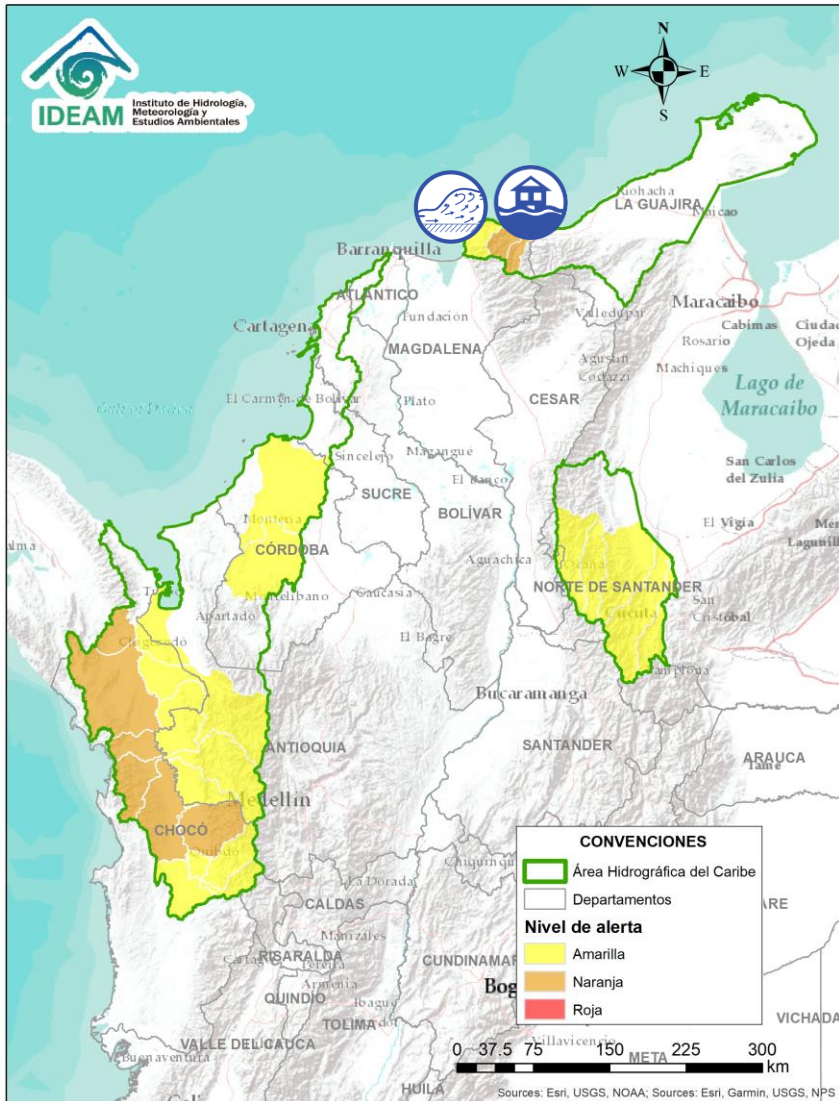 IDEAM
Instituto de Hidrología,
Meteorología y
Estudios Ambientales
N
W E
S
Riohacha
LA GUAJIRA
Maicao
Barranquilla
ATLÁNTICO
Maracaibo
Cartagena
Fundación
Valledupar
Cabimas
Ciudad
Ojeda
Rosario
MAGDALENA
Agustín
Codazzi
Machiques
CESAR
Lago de
Maracaibo
El Carmen de Bolívar
Plato
Sincelejo
Magangué
San Carlos
del Zulia
SUCRE
El Banco
BOLÍVAR
Montería
CÓRDOBA
El Vigía
Aguachica
Ocaña
NORTE DE SANTANDER
Montelíbano
Caucasia
Apartadó
San
Cristóbal
Cúcuta
Chigorodó
El Bagre
Pamplona
Bucaramanga
ANTIOQUIA
SANTANDER
ARAUCA
Tame
Medellín
CHOCÓ
Quibdó
La Dorada
CALDAS
Manizales
RISARALDA
Pereira
Armenia
QUINDÍO
Ibagué
TOLIMA
VALLE DEL CAUCA
Buenaventura
HUILA
Villavicencio
META
VICHADA
CONVENCIONES
Área Hidrográfica del Caribe
Departamentos
Nivel de alerta
Amarilla
Naranja
Roja
0 37.5 75 150 225 300
km
Sources: Esri, USGS, NOAA; Sources: Esri, Garmin, USGS, NPS